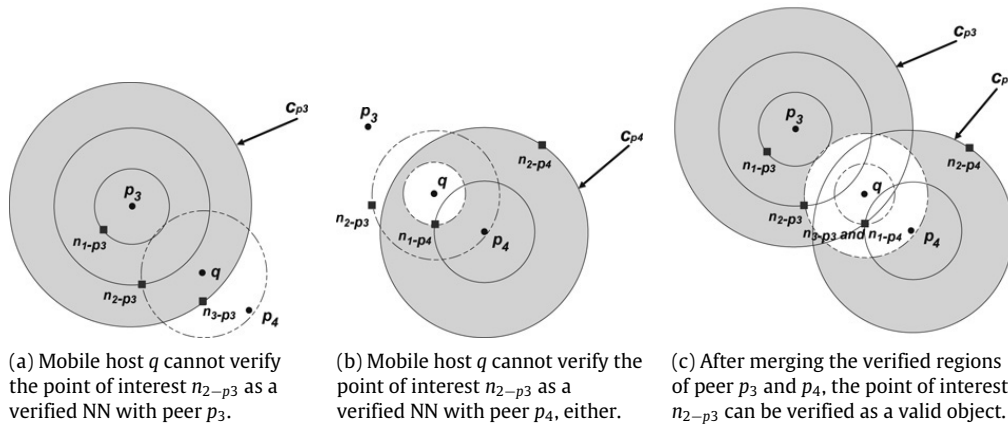 C_p3
p_3
n_1-p3
q
n_2-p3
n_3-p3
p_4
(a) Mobile host q cannot verify
the point of interest n_2−p3 as a
verified NN with peer p_3.
p_3
C_p4
n_2-p4
q
n_2-p3
n_1-p4
p_4
(b) Mobile host q cannot verify the
point of interest n_2−p3 as a
verified NN with peer p_4, either.
C_p3
C_p
p_3
n_1-p3
n_2-p4
q
n_2-p3
n_3-p3 and n_1-p4
p_4
(c) After merging the verified regions
of peer p_3 and p_4, the point of interest
n_2−p3 can be verified as a valid object.